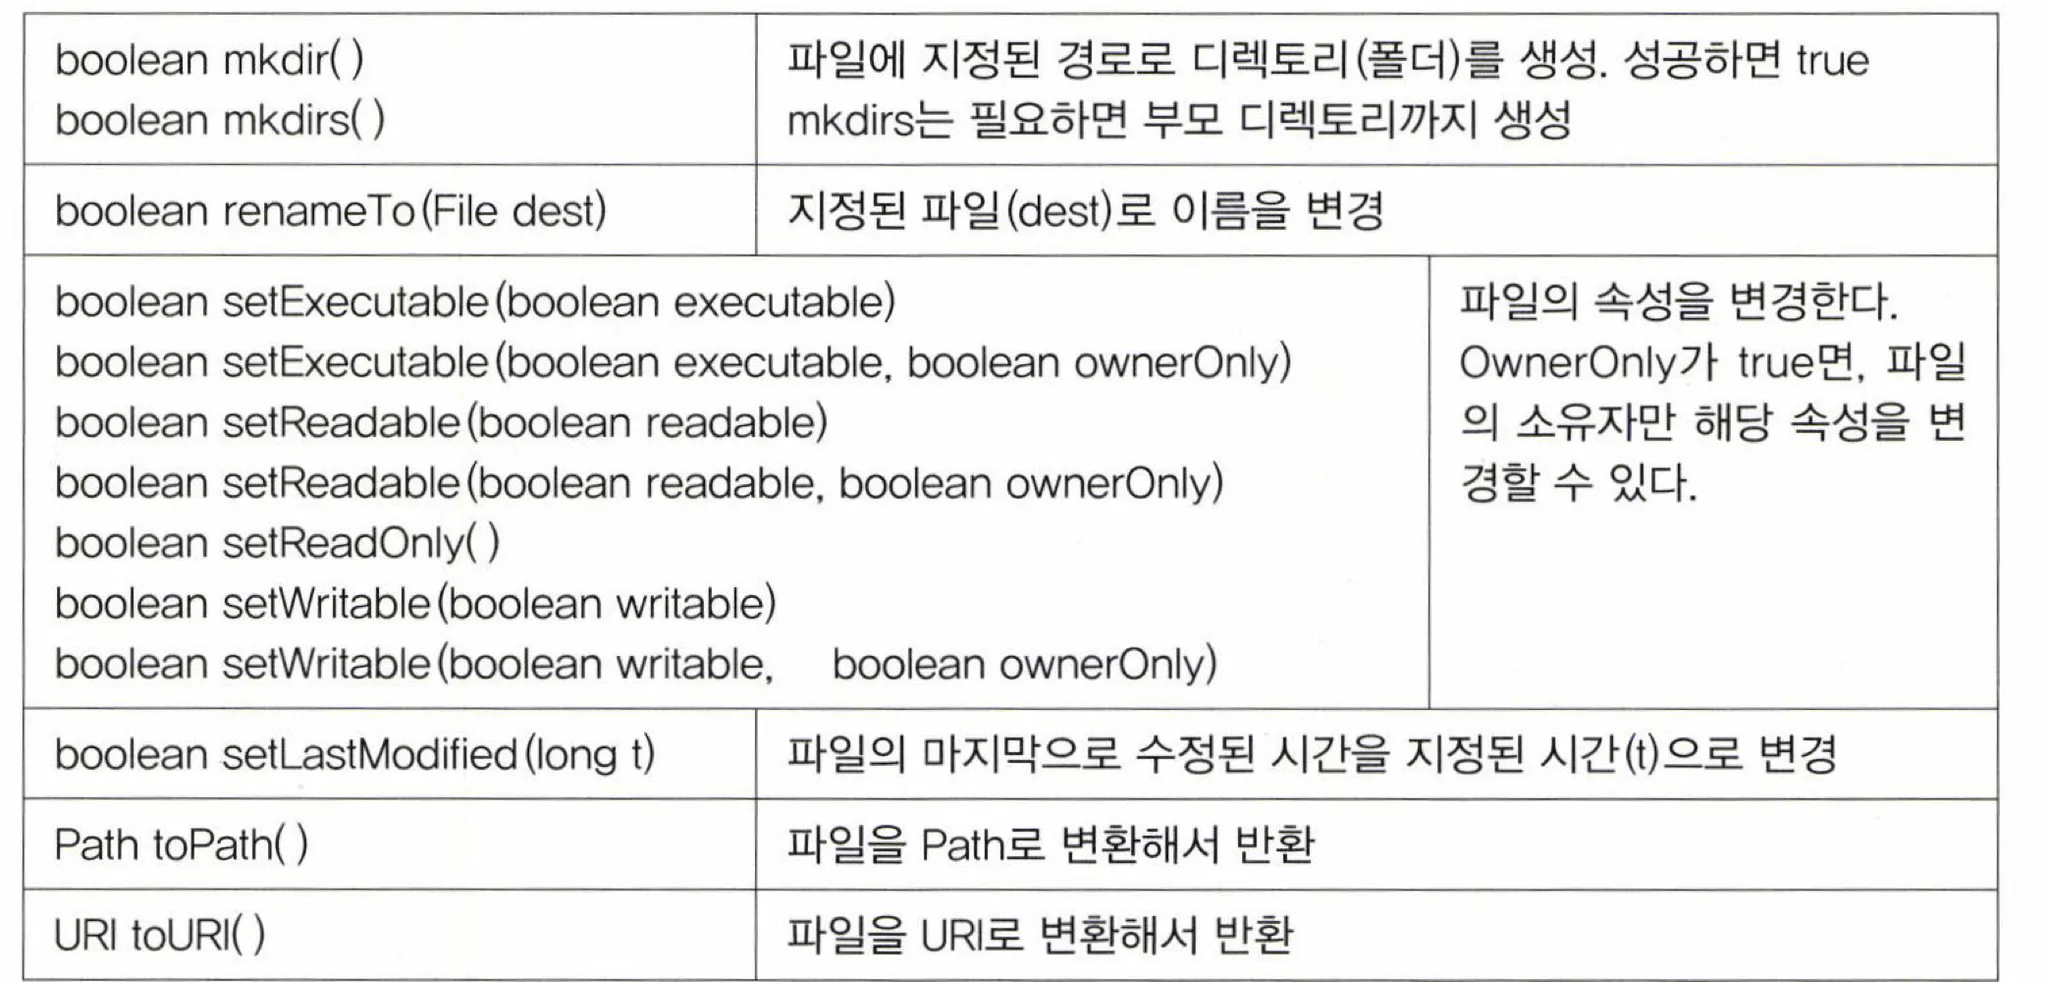 boolean mkdir( )
boolean mkdirs( )
파일에 지정된 경로로 디렉토리(폴더)를 생성. 성공하면 true
mkdirs는 필요하면 부모 디렉토리까지 생성
boolean renameTo(File dest)
지정된 파일(dest)로 이름을 변경
boolean setExecutable(boolean executable)
boolean setExecutable(boolean executable, boolean ownerOnly)
boolean setReadable(boolean readable)
boolean setReadable(boolean readable, boolean ownerOnly)
boolean setReadOnly( )
boolean setWritable(boolean writable)
boolean setWritable(boolean writable, boolean ownerOnly)
파일의 속성을 변경한다.
OwnerOnly가 true면, 파일
의 소유자만 해당 속성을 변
경할 수 있다.
boolean setLastModified(long t)
파일의 마지막으로 수정된 시간을 지정된 시간(t)으로 변경
Path toPath( )
파일을 Path로 변환해서 반환
URI toURI( )
파일을 URI로 변환해서 반환